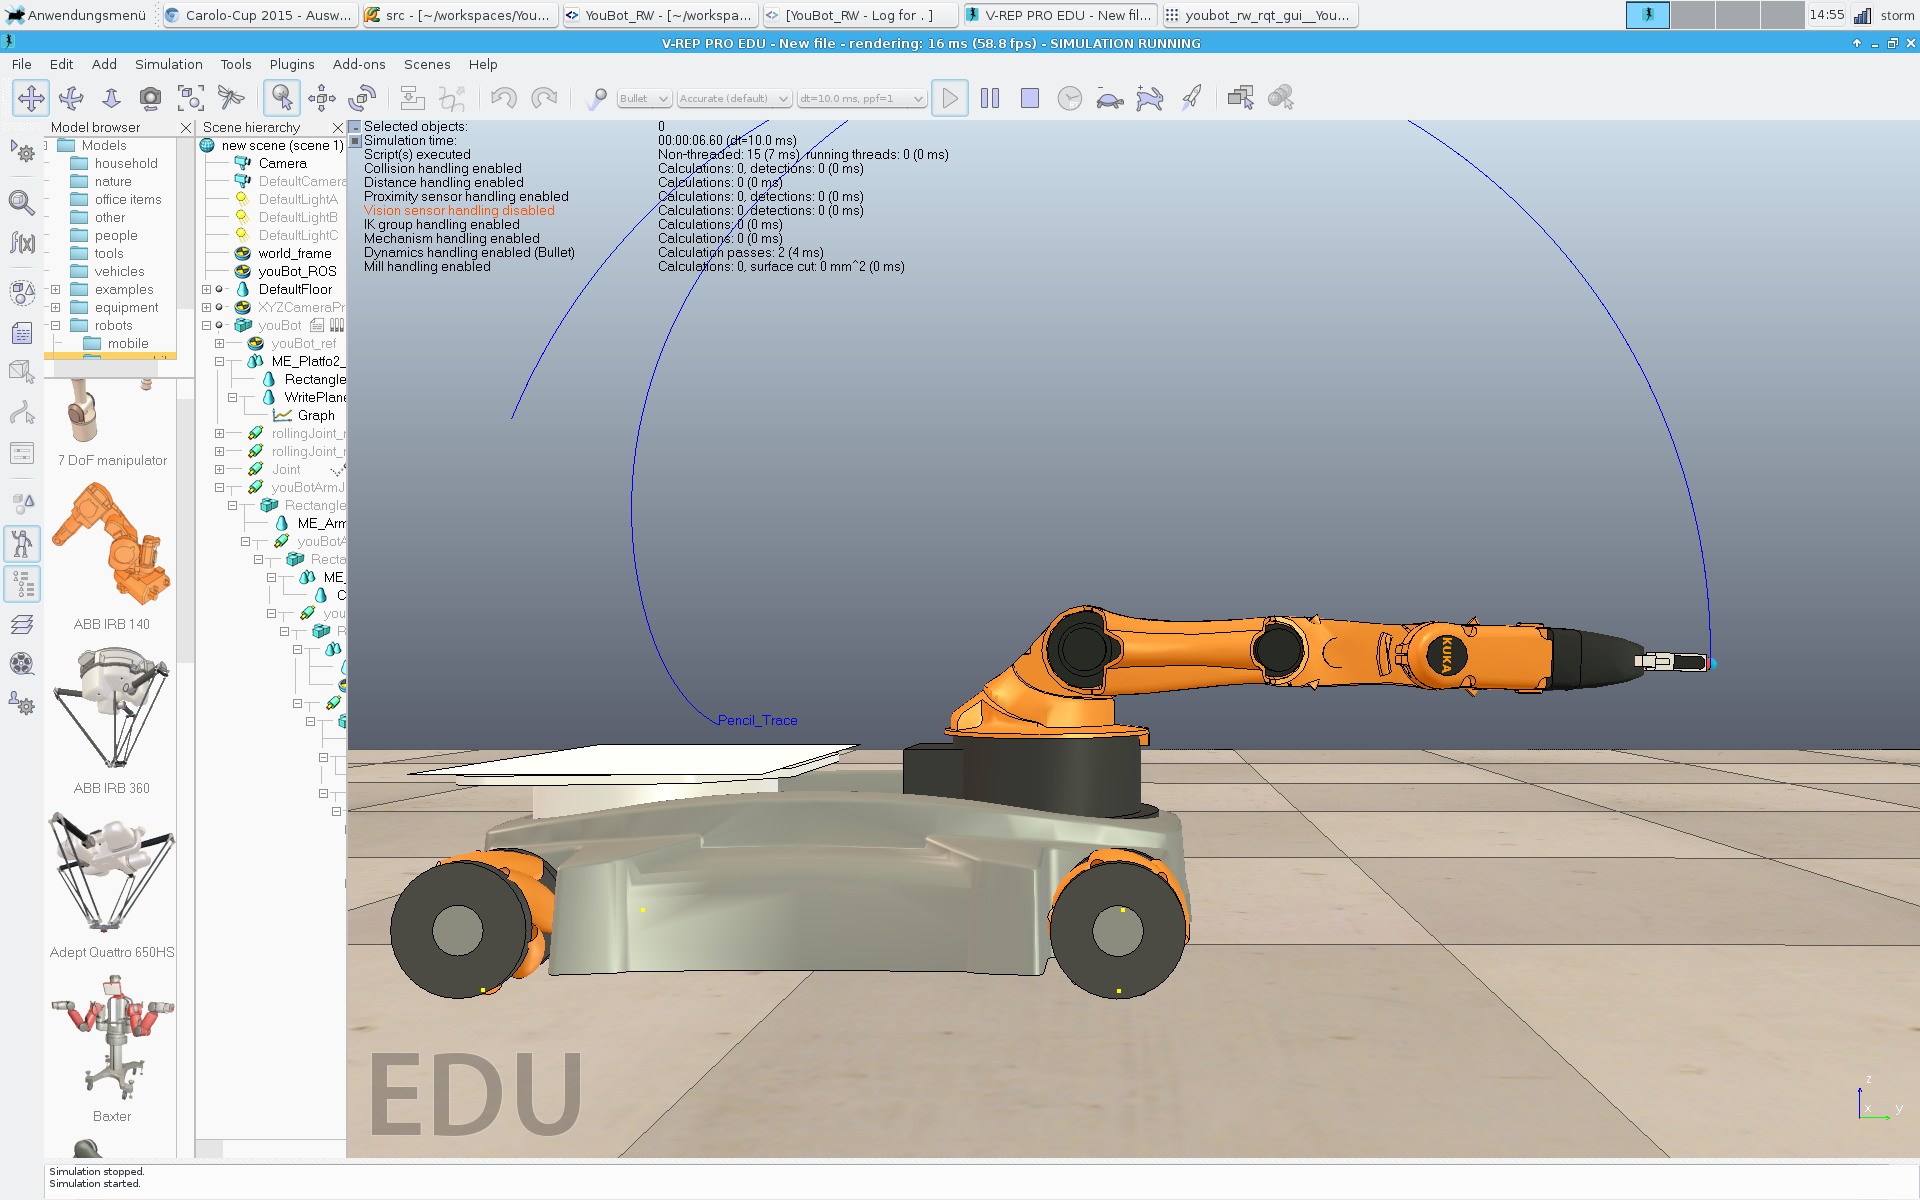 Anwendungsmenü
Carolo-Cup 2015 - Ausw...
src - [~/workspaces/You...
YouBot_RW - [~/workspa...
[YouBot_RW - Log for . ]
V-REP PRO EDU - New fil...
youbot_rw_rqt_gui__You...
14:55
storm
V-REP PRO EDU - New file - rendering: 16 ms (58.8 fps) - SIMULATION RUNNING
File Edit Add Simulation Tools Plugins Add-ons Scenes Help
Bullet
Accurate (default)
dt=10.0 ms, ppf=1
Model browser
Models
household
nature
office items
other
people
tools
vehicles
examples
equipment
robots
mobile
7 DoF manipulator
ABB IRB 140
ABB IRB 360
Adept Quattro 650HS
Baxter
Scene hierarchy
new scene (scene 1)
Camera
DefaultCamera
DefaultLightA
DefaultLightB
DefaultLightC
world_frame
youBot_ROS
DefaultFloor
XYZCameraPr
youBot
youBot_ref
ME_Platfo2_
Rectangle
WritePlane
Graph
rollingJoint_
rollingJoint_
Joint
youBotArmJ
Rectangle
ME_Arm
youBotA
Recta
ME_
C
you
R
Selected objects: 0
Simulation time: 00:00:06.60 (dt=10.0 ms)
Script(s) executed Non-threaded: 15 (7 ms), running threads: 0 (0 ms)
Collision handling enabled Calculations: 0, detections: 0 (0 ms)
Distance handling enabled Calculations: 0 (0 ms)
Proximity sensor handling enabled Calculations: 0, detections: 0 (0 ms)
Vision sensor handling disabled Calculations: 0, detections: 0 (0 ms)
IK group handling enabled Calculations: 0 (0 ms)
Mechanism handling enabled Calculations: 0 (0 ms)
Dynamics handling enabled (Bullet) Calculation passes: 2 (4 ms)
Mill handling enabled Calculations: 0, surface cut: 0 mm^2 (0 ms)
KUKA
Pencil_Trace
EDU
z
x y
Simulation stopped.
Simulation started.